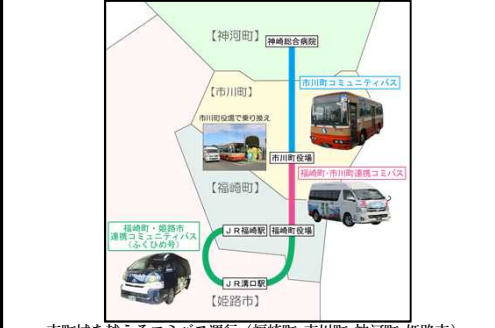 【神河町】
神崎総合病院
市川町コミュニティバス
【市川町】
市川町役場で乗り換え
市川町役場
福崎町・市川町連携コミバス
【福崎町】
福崎町・姫路市
連携コミュニティバス
(ふくひめ号)
JR福崎駅
福崎町役場
JR溝口駅
【姫路市】